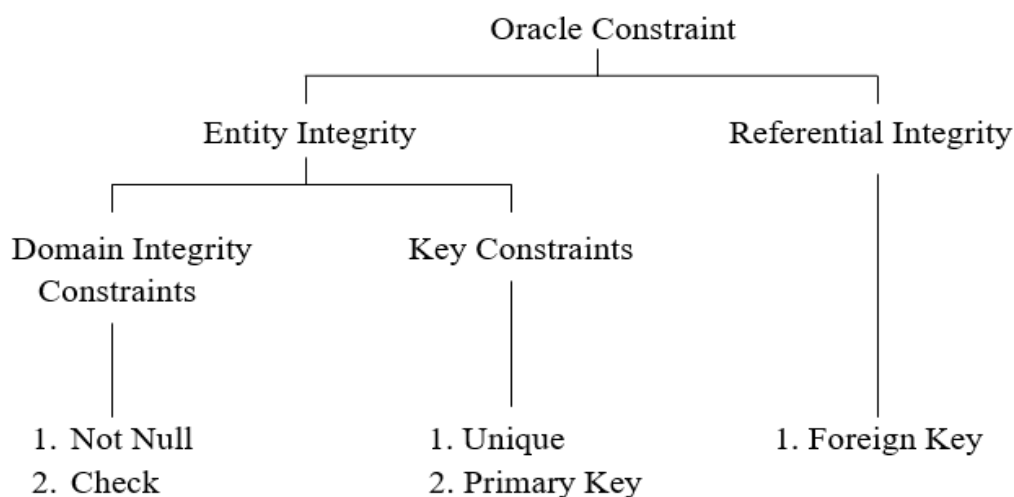 Oracle Constraint
Entity Integrity
Referential Integrity
Domain Integrity
Constraints
Key Constraints
1. Not Null
2. Check
1. Unique
2. Primary Key
1. Foreign Key